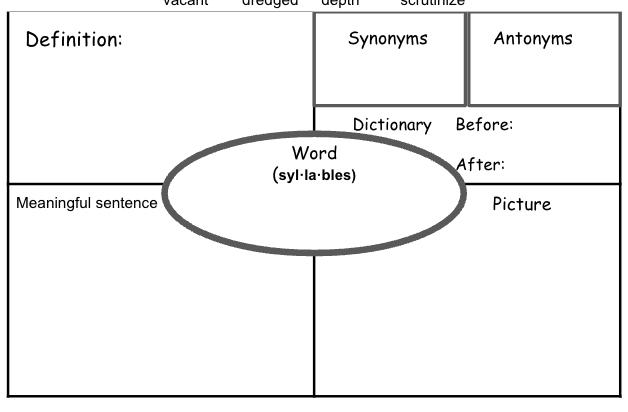 vacant dredged depth scrutinize
Definition:
Synonyms
Antonyms
Dictionary Before:
After:
Word
(syl·la·bles)
Meaningful sentence
Picture